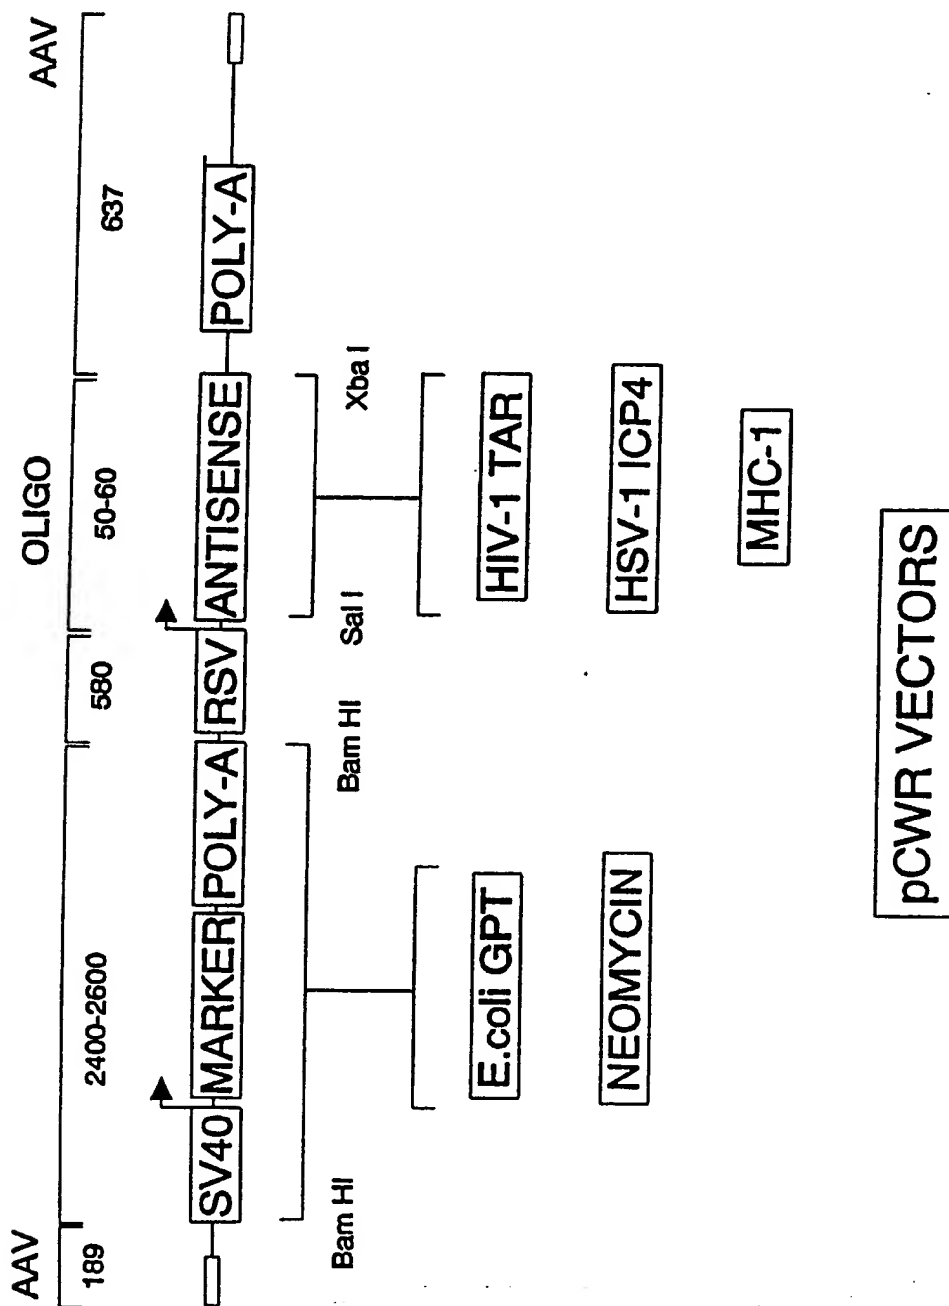 AAV OLIGO AAV
189 2400-2600 580 50-60 637
SV40 MARKER POLY-A RSV ANTISENSE POLY-A
Bam HI Bam HI Sal I Xba I
E.coli GPT HIV-1 TAR
NEOMYCIN HSV-1 ICP4
MHC-1
pCWR VECTORS